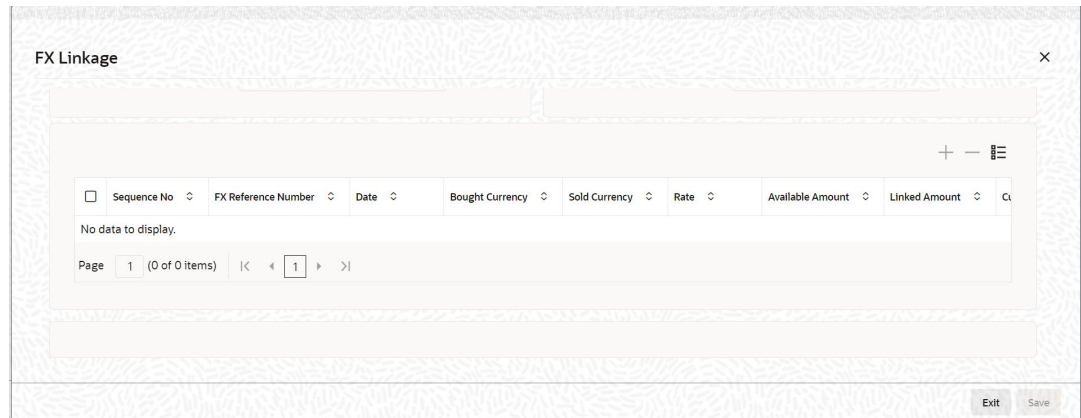 FX Linkage
Sequence No FX Reference Number Date Bought Currency Sold Currency Rate Available Amount Linked Amount Cu
No data to display.
Page 1 (0 of 0 items) 1
Exit Save